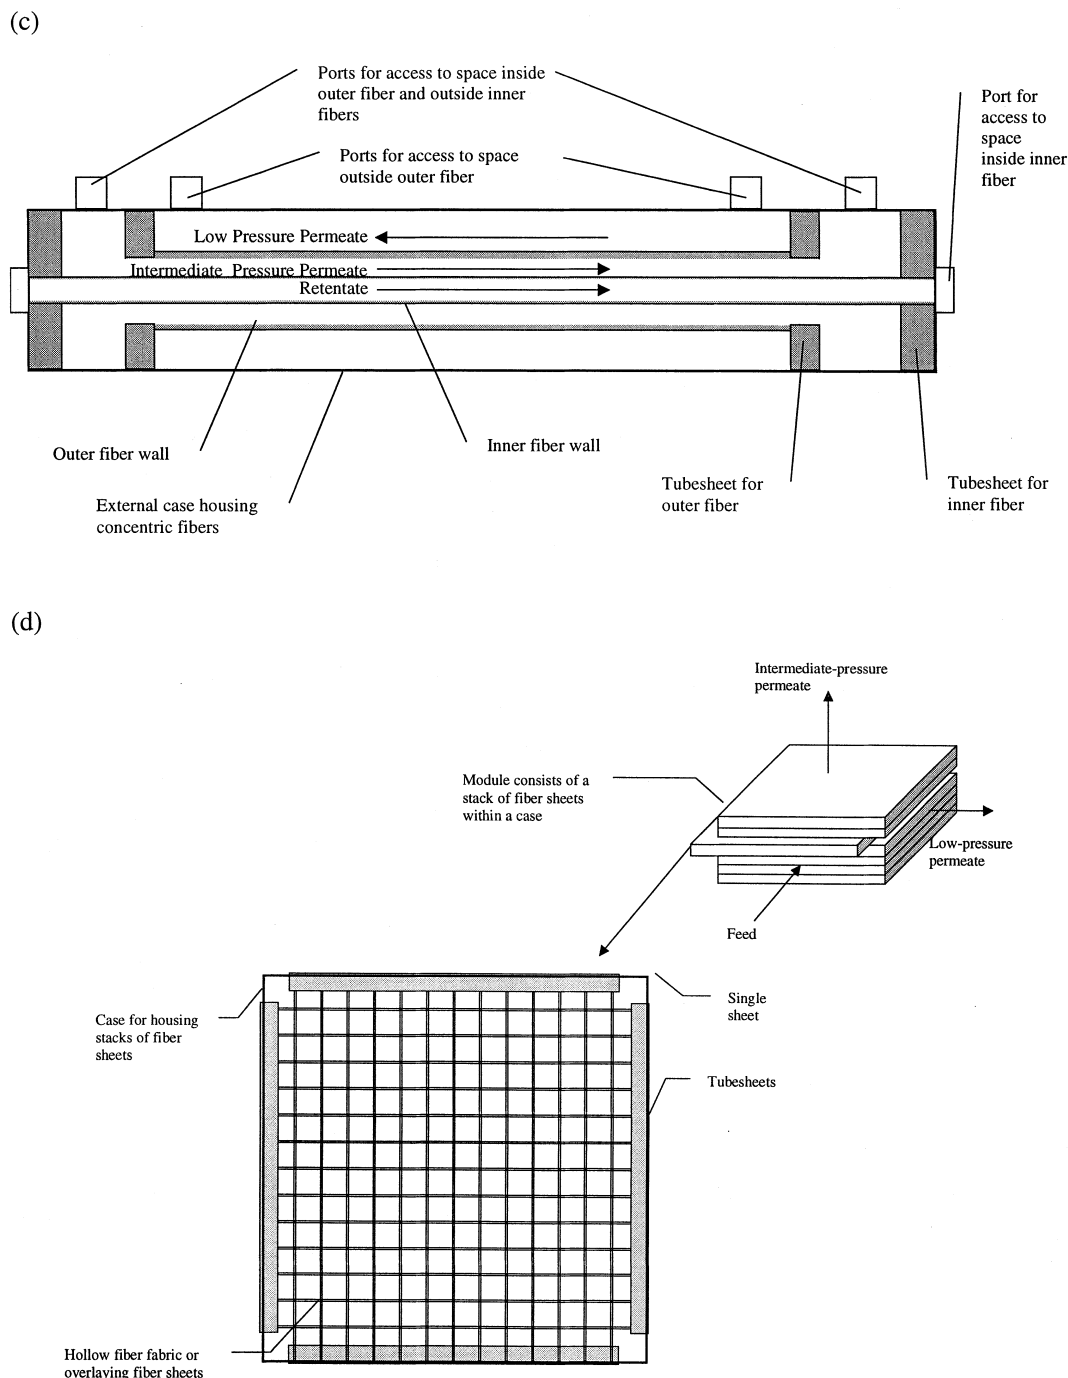 (c)
Ports for access to space inside
outer fiber and outside inner
fibers
Port for
access to
space
inside inner
fiber
Ports for access to space
outside outer fiber
Low Pressure Permeate
Intermediate Pressure Permeate
Retentate
Outer fiber wall
Inner fiber wall
External case housing
concentric fibers
Tubesheet for
outer fiber
Tubesheet for
inner fiber
(d)
Intermediate-pressure
permeate
Module consists of a
stack of fiber sheets
within a case
Low-pressure
permeate
Feed
Single
sheet
Case for housing
stacks of fiber
sheets
Tubesheets
Hollow fiber fabric or
overlaying fiber sheets